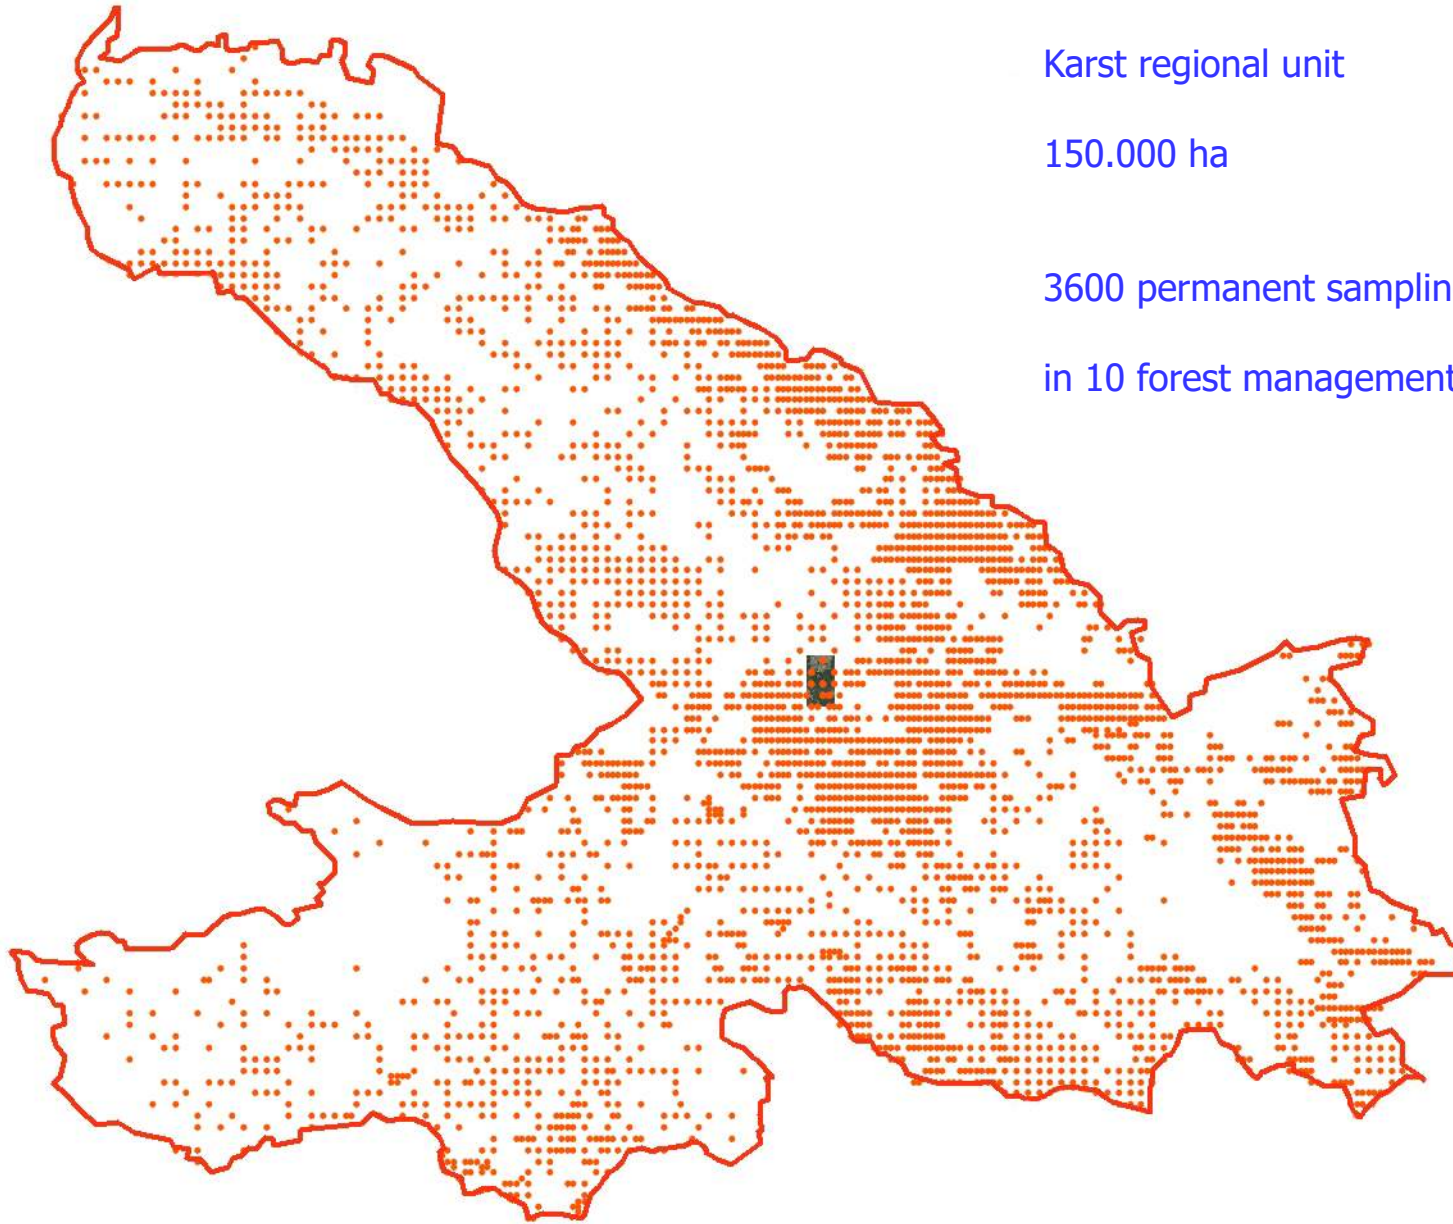 Karst regional unit
150.000 ha
3600 permanent samplin
in 10 forest management